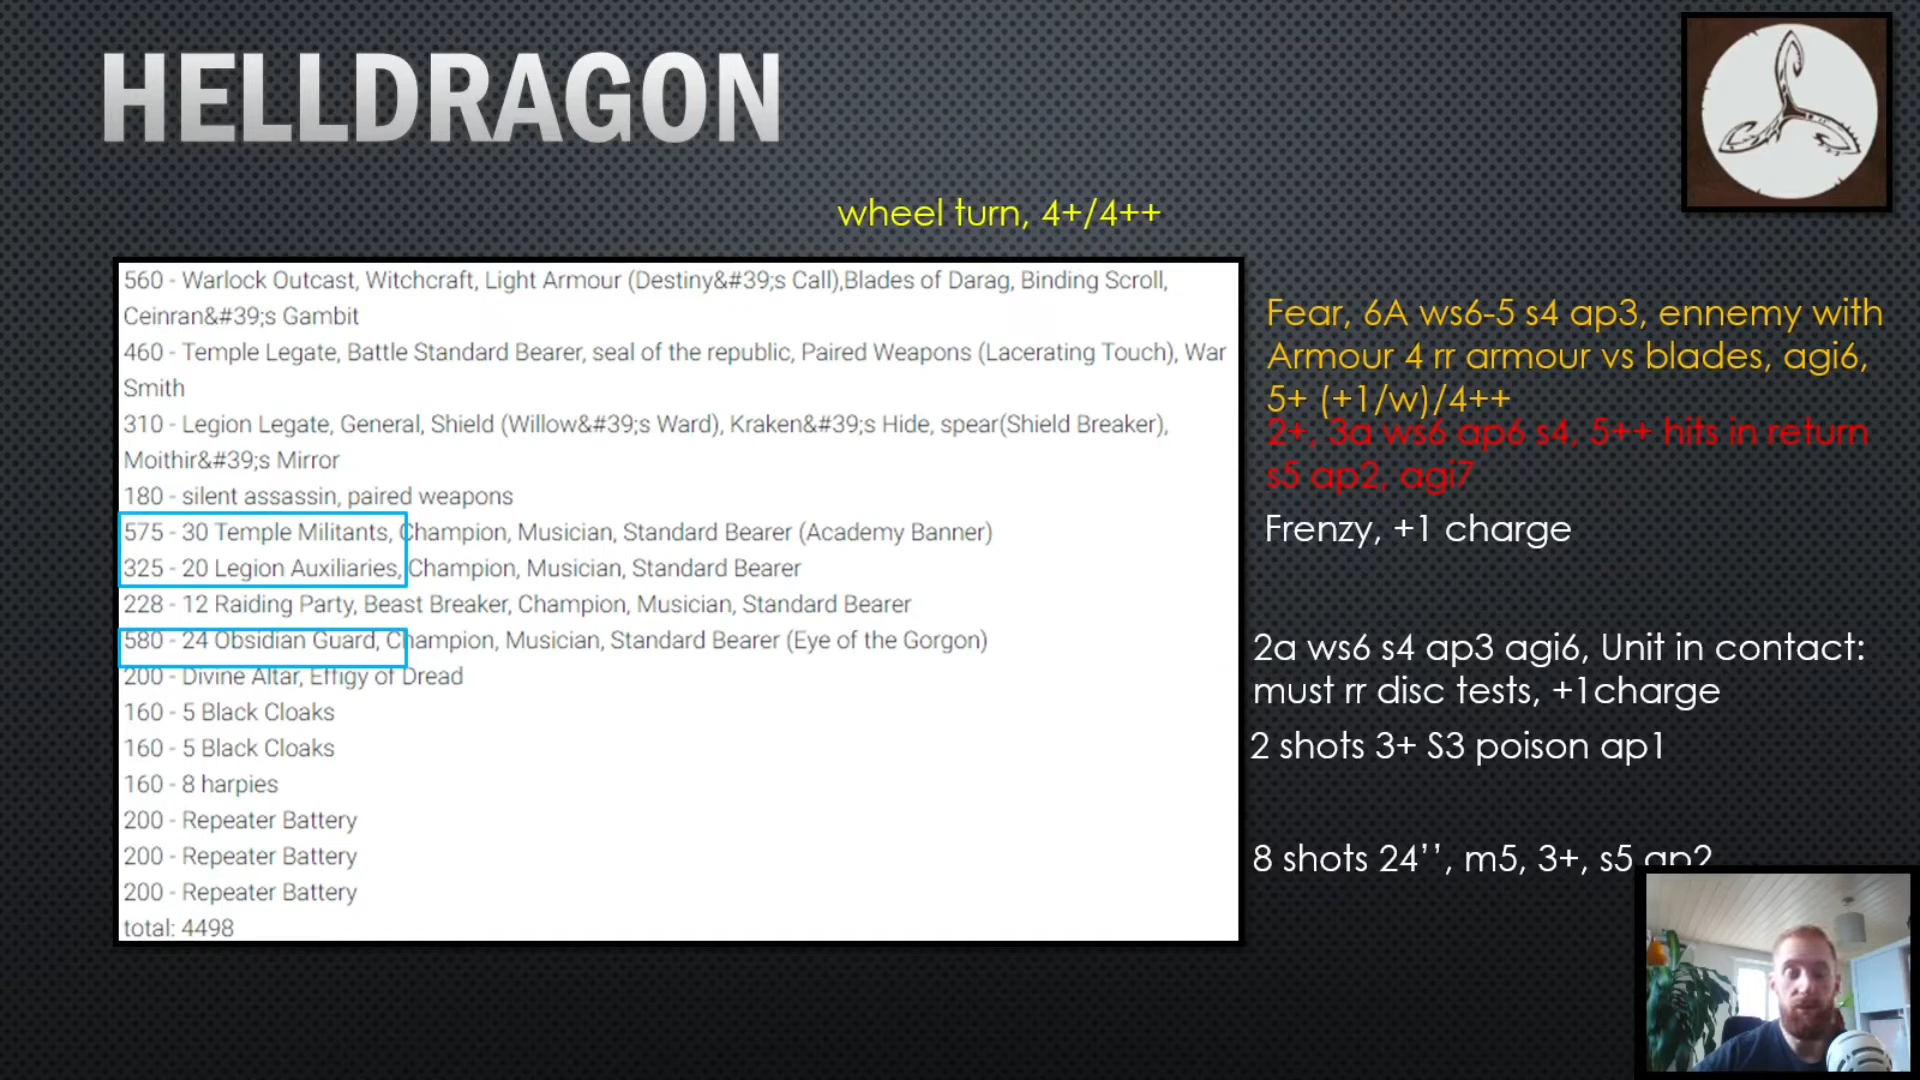 HELLDRAGON
wheel turn, 4+/4++
560 - Warlock Outcast, Witchcraft, Light Armour (Destiny&#39;s Call),Blades of Darag, Binding Scroll,
Ceinran&#39;s Gambit
460 - Temple Legate, Battle Standard Bearer, seal of the republic, Paired Weapons (Lacerating Touch), War
Smith
310 - Legion Legate, General, Shield (Willow&#39;s Ward), Kraken&#39;s Hide, spear(Shield Breaker),
Moithir&#39;s Mirror
180 - silent assassin, paired weapons
575 - 30 Temple Militants, Champion, Musician, Standard Bearer (Academy Banner)
325 - 20 Legion Auxiliaries, Champion, Musician, Standard Bearer
228 - 12 Raiding Party, Beast Breaker, Champion, Musician, Standard Bearer
580 - 24 Obsidian Guard, Champion, Musician, Standard Bearer (Eye of the Gorgon)
200 - Divine Altar, Effigy of Dread
160 - 5 Black Cloaks
160 - 5 Black Cloaks
160 - 8 harpies
200 - Repeater Battery
200 - Repeater Battery
200 - Repeater Battery
total: 4498
Fear, 6A ws6-5 s4 ap3, ennemy with
Armour 4 rr armour vs blades, agi6,
5+ (+1/w)/4++
2+, 3a ws6 ap6 s4, 5++ hits in return
s5 ap2, agi7
Frenzy, +1 charge
2a ws6 s4 ap3 agi6, Unit in contact:
must rr disc tests, +1charge
2 shots 3+ S3 poison ap1
8 shots 24’’, m5, 3+, s5 ap2